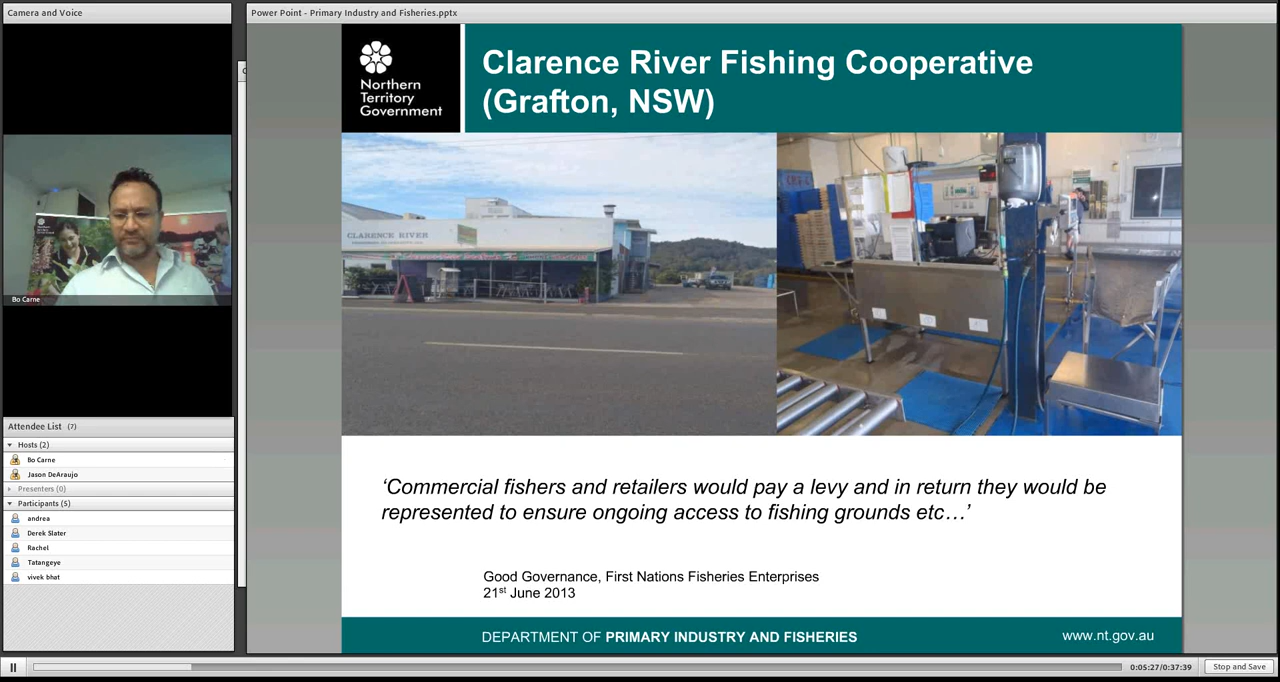 Camera and Voice
Power Point - Primary Industry and Fisheries.pptx
Northern
Territory
Government
Clarence River Fishing Cooperative
(Grafton, NSW)
CLARENCE RIVER
Bo Carne
Attendee List (7)
Hosts (2)
Bo Carne
Jason DeAraujo
Presenters (0)
Participants (5)
andrea
Derek Slater
Rachel
Tatangeye
vivek bhat
‘Commercial fishers and retailers would pay a levy and in return they would be
represented to ensure ongoing access to fishing grounds etc…’
Good Governance, First Nations Fisheries Enterprises
21st June 2013
DEPARTMENT OF PRIMARY INDUSTRY AND FISHERIES
www.nt.gov.au
0:05:27/0:37:39
Stop and Save